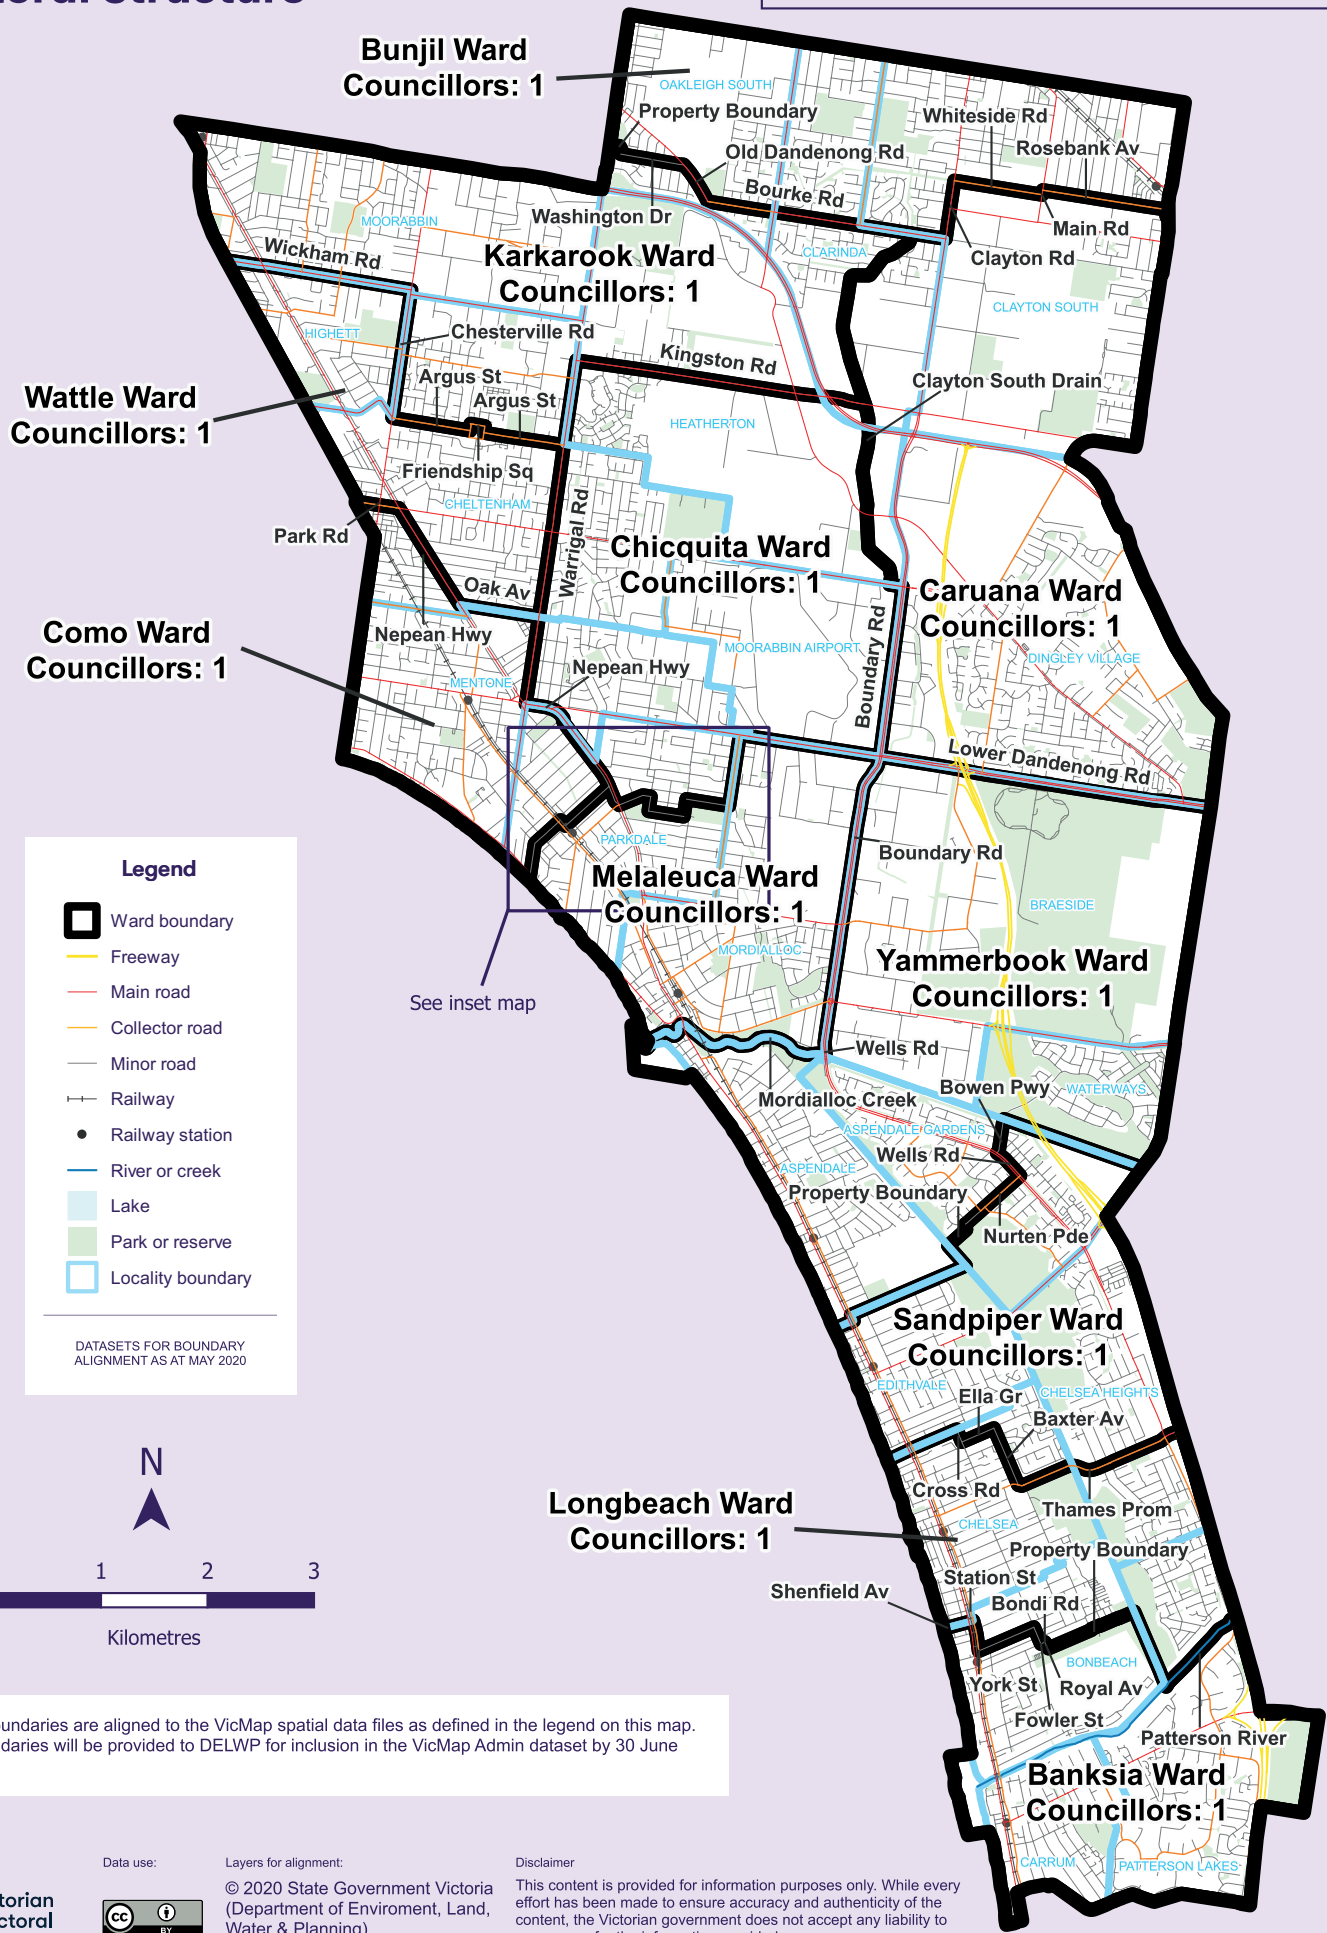 Bunjil Ward
Councillors: 1
OAKLEIGH SOUTH
Property Boundary
Whiteside Rd
Old Dandenong Rd
Rosebank Av
Bourke Rd
Washington Dr
Main Rd
MOORABBIN
Wickham Rd
Karkarook Ward
Councillors: 1
CLARINDA
Clayton Rd
CLAYTON SOUTH
HIGHETT
Chesterville Rd
Kingston Rd
Argus St
Argus St
Clayton South Drain
Wattle Ward
Councillors: 1
HEATHERTON
Friendship Sq
CHELTENHAM
Warrigal Rd
Park Rd
Chicquita Ward
Councillors: 1
Caruana Ward
Councillors: 1
Oak Av
Como Ward
Councillors: 1
Nepean Hwy
MOORABBIN AIRPORT
Boundary Rd
DINGLEY VILLAGE
Nepean Hwy
MENTONE
Lower Dandenong Rd
PARKDALE
Boundary Rd
Melaleuca Ward
Councillors: 1
BRAESIDE
MORDIALLOC
Yammerbook Ward
Councillors: 1
See inset map
Wells Rd
Bowen Pwy
WATERWAYS
Mordialloc Creek
ASPENDALE GARDENS
Wells Rd
ASPENDALE
Property Boundary
Nurten Pde
Sandpiper Ward
Councillors: 1
EDITHVALE
Ella Gr
CHELSEA HEIGHTS
Baxter Av
Cross Rd
Longbeach Ward
Councillors: 1
Thames Prom
CHELSEA
Property Boundary
Station St
Shenfield Av
Bondi Rd
BONBEACH
York St
Royal Av
Fowler St
Patterson River
Banksia Ward
Councillors: 1
CARRUM
PATTERSON LAKES
Legend
Ward boundary
Freeway
Main road
Collector road
Minor road
Railway
Railway station
River or creek
Lake
Park or reserve
Locality boundary
DATASETS FOR BOUNDARY
ALIGNMENT AS AT MAY 2020
N
1 2 3
Kilometres
oundaries are aligned to the VicMap spatial data files as defined in the legend on this map.
daries will be provided to DELWP for inclusion in the VicMap Admin dataset by 30 June
torian
ctoral
Data use:
cc
BY
Layers for alignment:
© 2020 State Government Victoria
(Department of Enviroment, Land,
Water & Planning)
Disclaimer
This content is provided for information purposes only. While every
effort has been made to ensure accuracy and authenticity of the
content, the Victorian government does not accept any liability to